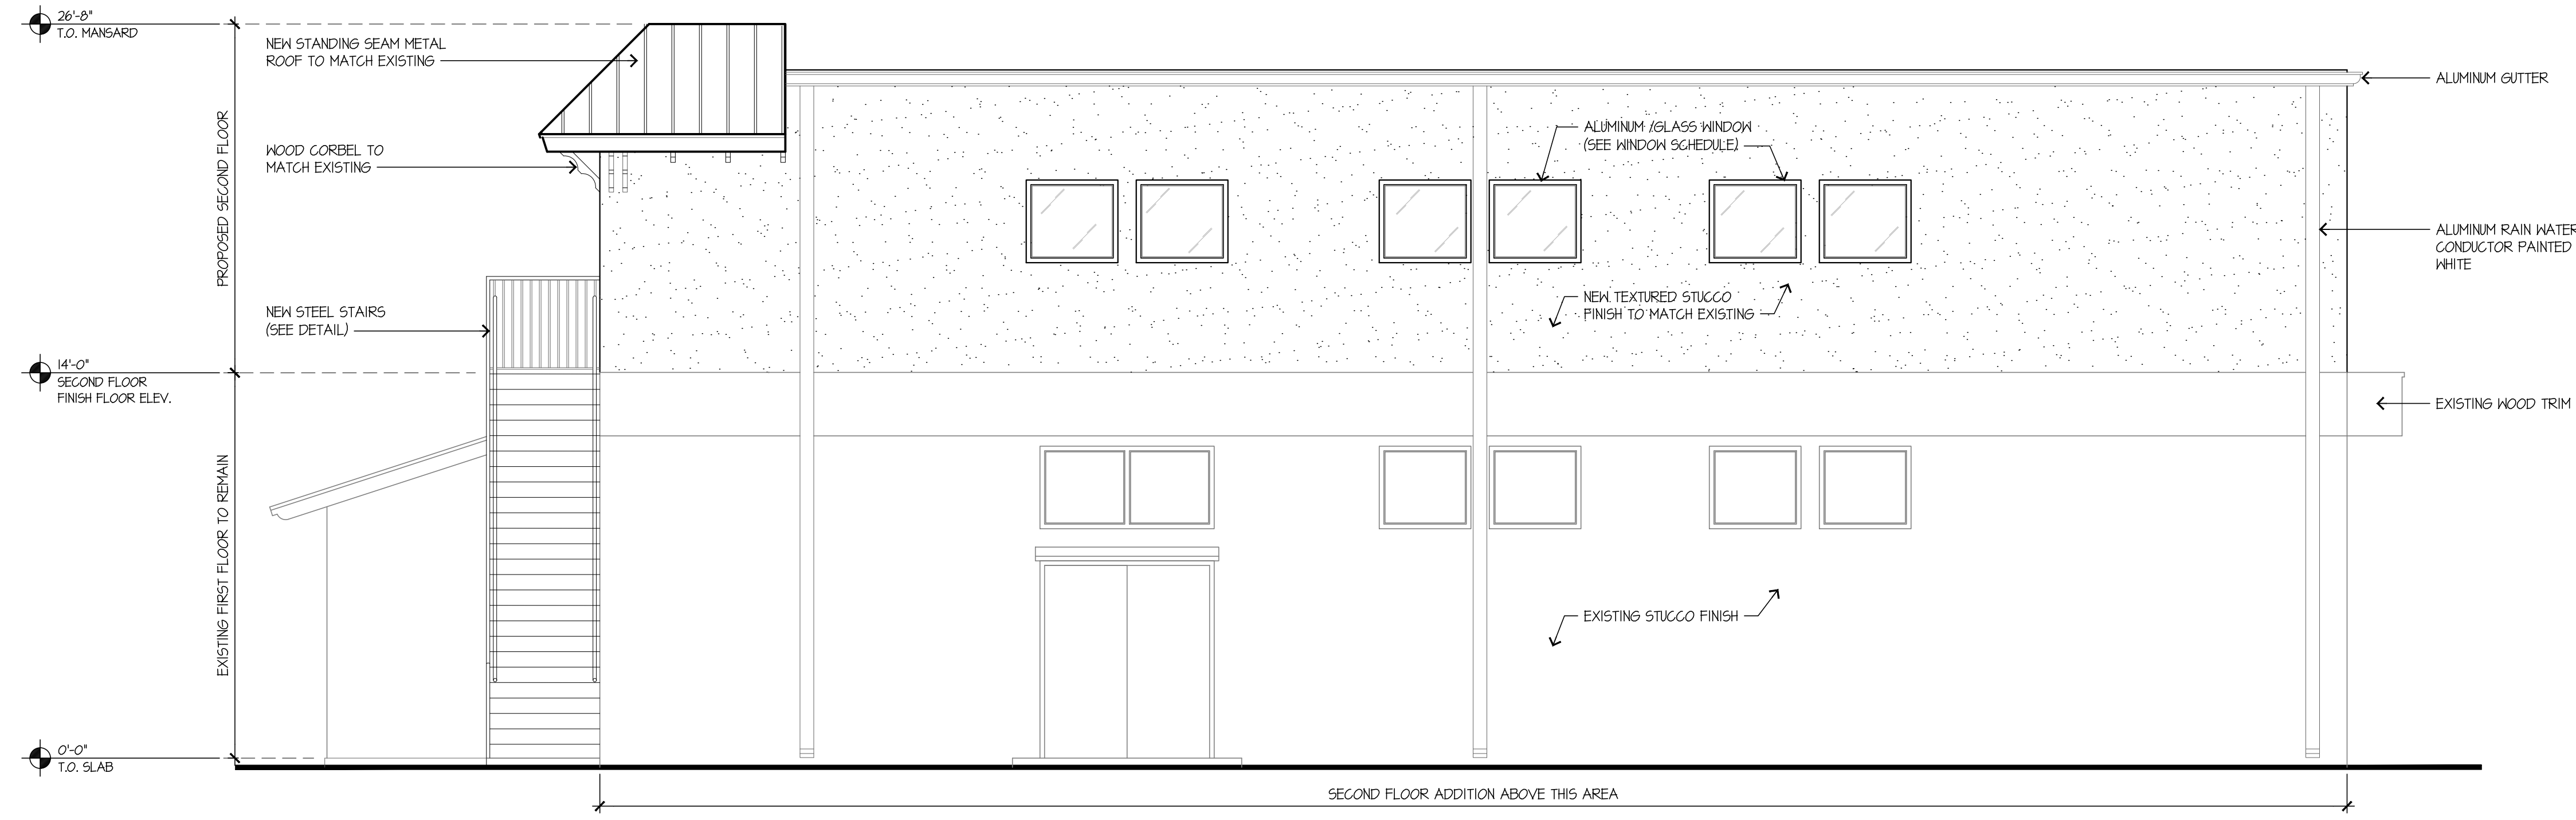 26'-8"
T.O. MANSARD
NEW STANDING SEAM METAL
ROOF TO MATCH EXISTING
ALUMINUM GUTTER
PROPOSED SECOND FLOOR
WOOD CORBEL TO
MATCH EXISTING
ALUMINUM /GLASS WINDOW
(SEE WINDOW SCHEDULE)
ALUMINUM RAIN WATER
CONDUCTOR PAINTED
WHITE
NEW STEEL STAIRS
(SEE DETAIL)
NEW TEXTURED STUCCO
FINISH TO MATCH EXISTING
14'-0"
SECOND FLOOR
FINISH FLOOR ELEV.
EXISTING WOOD TRIM
EXISTING FIRST FLOOR TO REMAIN
EXISTING STUCCO FINISH
0'-0"
T.O. SLAB
SECOND FLOOR ADDITION ABOVE THIS AREA